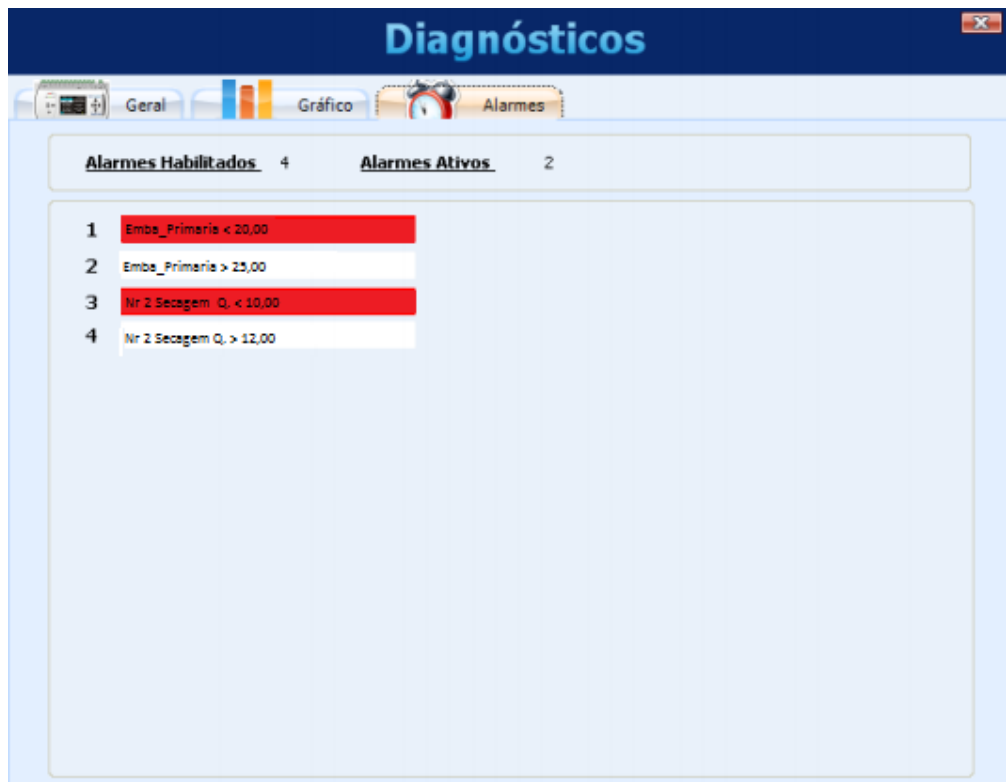 Diagnósticos
Geral Gráfico Alarmes
Alarmes Habilitados 4 Alarmes Ativos 2
1 Emba_Primaria < 20,00
2 Emba_Primaria > 25,00
3 Nr 2 Secagem Q. < 10,00
4 Nr 2 Secagem Q. > 12,00